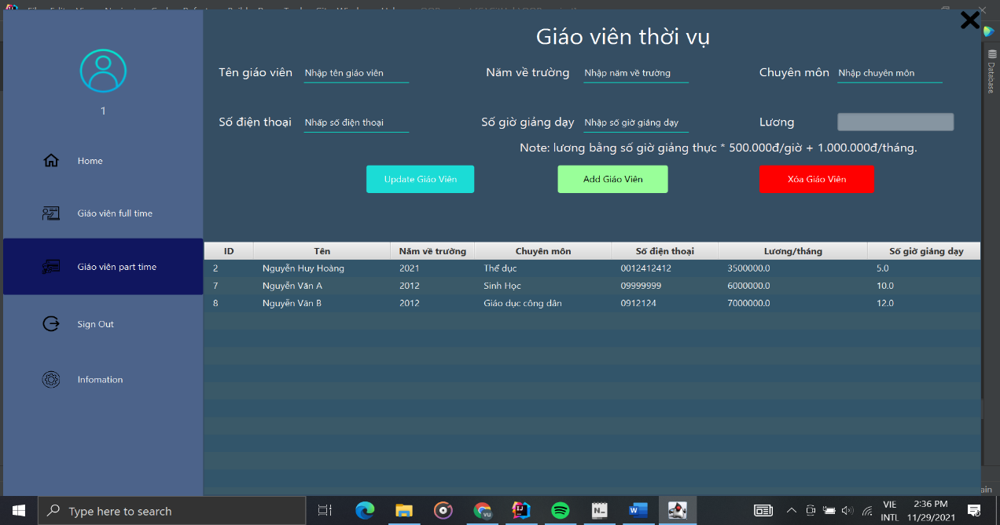 Giáo viên thời vụ
Tên giáo viên Nhập tên giáo viên Năm về trường Nhập năm về trường Chuyên môn Nhập chuyên môn
1
Số điện thoại Nhấp số điện thoại Số giờ giảng dạy Nhập số giờ giảng dạy Lương
Note: lương bằng số giờ giảng thực * 500.000đ/giờ + 1.000.000đ/tháng.
Update Giáo Viên Add Giáo Viên Xóa Giáo Viên
Home
Giáo viên full time
Giáo viên part time
Sign Out
Infomation
ID Tên Năm về trường Chuyên môn Số điện thoại Lương/tháng Số giờ giảng dạy
2 Nguyễn Huy Hoàng 2021 Thể dục 0012412412 3500000.0 5.0
7 Nguyễn Văn A 2012 Sinh Học 09999999 6000000.0 10.0
8 Nguyễn Văn B 2012 Giáo dục công dân 0912124 7000000.0 12.0
Database
Type here to search
VIE
INTL
2:36 PM
11/29/2021